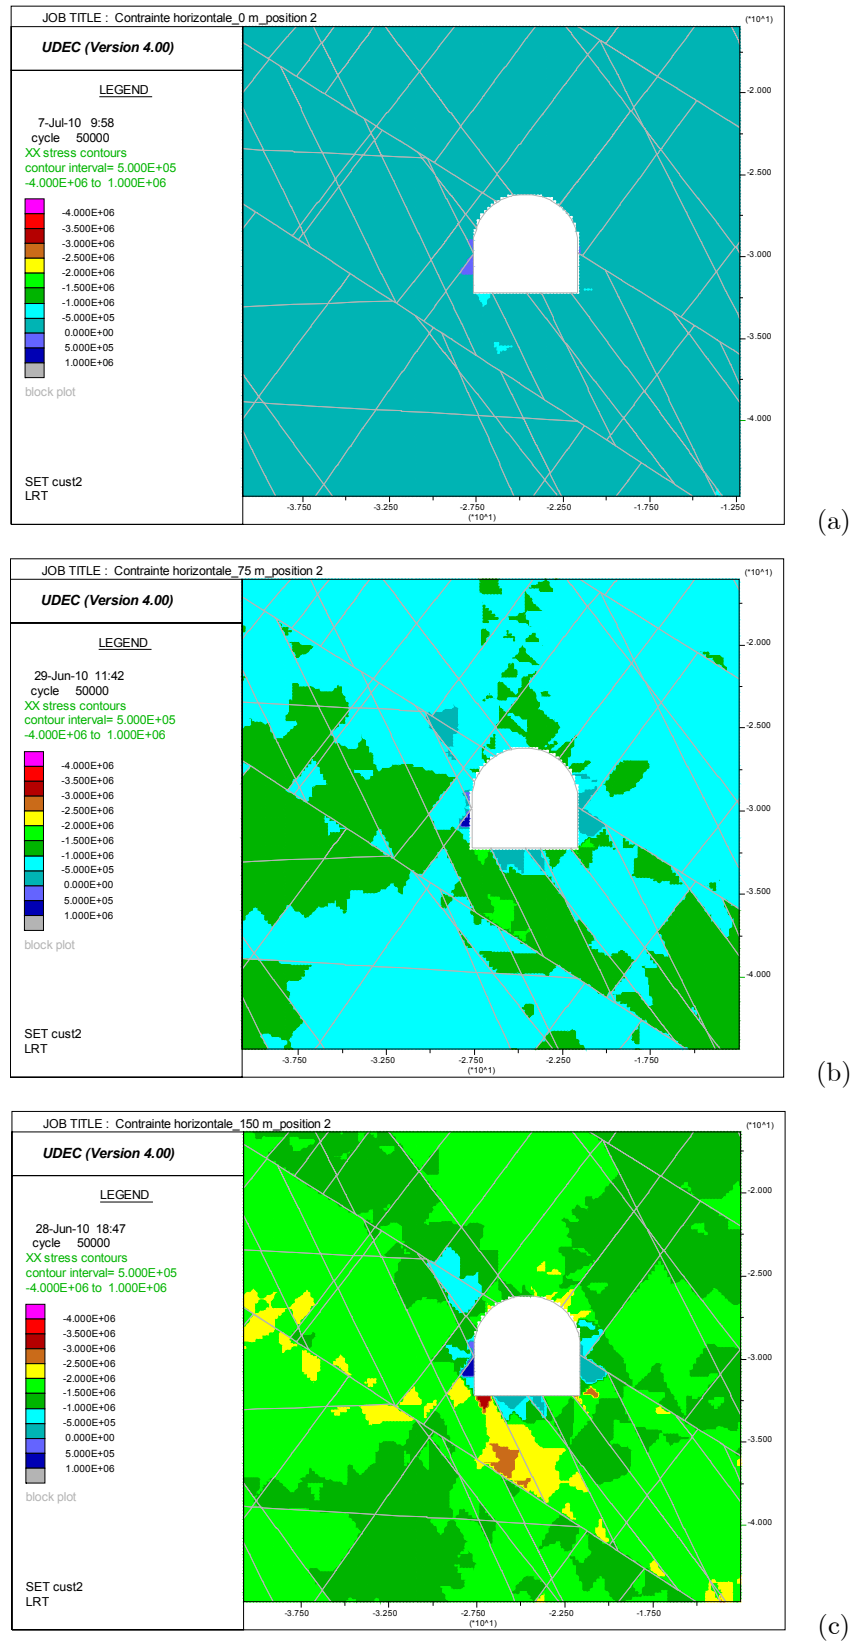 JOB TITLE : Contrainte horizontale_0 m_position 2
(*10^1)
UDEC (Version 4.00)
LEGEND
7-Jul-10 9:58
cycle 50000
XX stress contours
contour interval= 5.000E+05
-4.000E+06 to 1.000E+06
-4.000E+06
-3.500E+06
-3.000E+06
-2.500E+06
-2.000E+06
-1.500E+06
-1.000E+06
-5.000E+05
0.000E+00
5.000E+05
1.000E+06
block plot
SET cust2
LRT
-2.000
-2.500
-3.000
-3.500
-4.000
-3.750 -3.250 -2.750 -2.250 -1.750 -1.250
(*10^1)
(a)
JOB TITLE : Contrainte horizontale_75 m_position 2
(*10^1)
UDEC (Version 4.00)
LEGEND
29-Jun-10 11:42
cycle 50000
XX stress contours
contour interval= 5.000E+05
-4.000E+06 to 1.000E+06
-4.000E+06
-3.500E+06
-3.000E+06
-2.500E+06
-2.000E+06
-1.500E+06
-1.000E+06
-5.000E+05
0.000E+00
5.000E+05
1.000E+06
block plot
SET cust2
LRT
-2.000
-2.500
-3.000
-3.500
-4.000
-3.750 -3.250 -2.750 -2.250 -1.750
(*10^1)
(b)
JOB TITLE : Contrainte horizontale_150 m_position 2
(*10^1)
UDEC (Version 4.00)
LEGEND
28-Jun-10 18:47
cycle 50000
XX stress contours
contour interval= 5.000E+05
-4.000E+06 to 1.000E+06
-4.000E+06
-3.500E+06
-3.000E+06
-2.500E+06
-2.000E+06
-1.500E+06
-1.000E+06
-5.000E+05
0.000E+00
5.000E+05
1.000E+06
block plot
SET cust2
LRT
-2.000
-2.500
-3.000
-3.500
-4.000
-3.750 -3.250 -2.750 -2.250 -1.750
(*10^1)
(c)